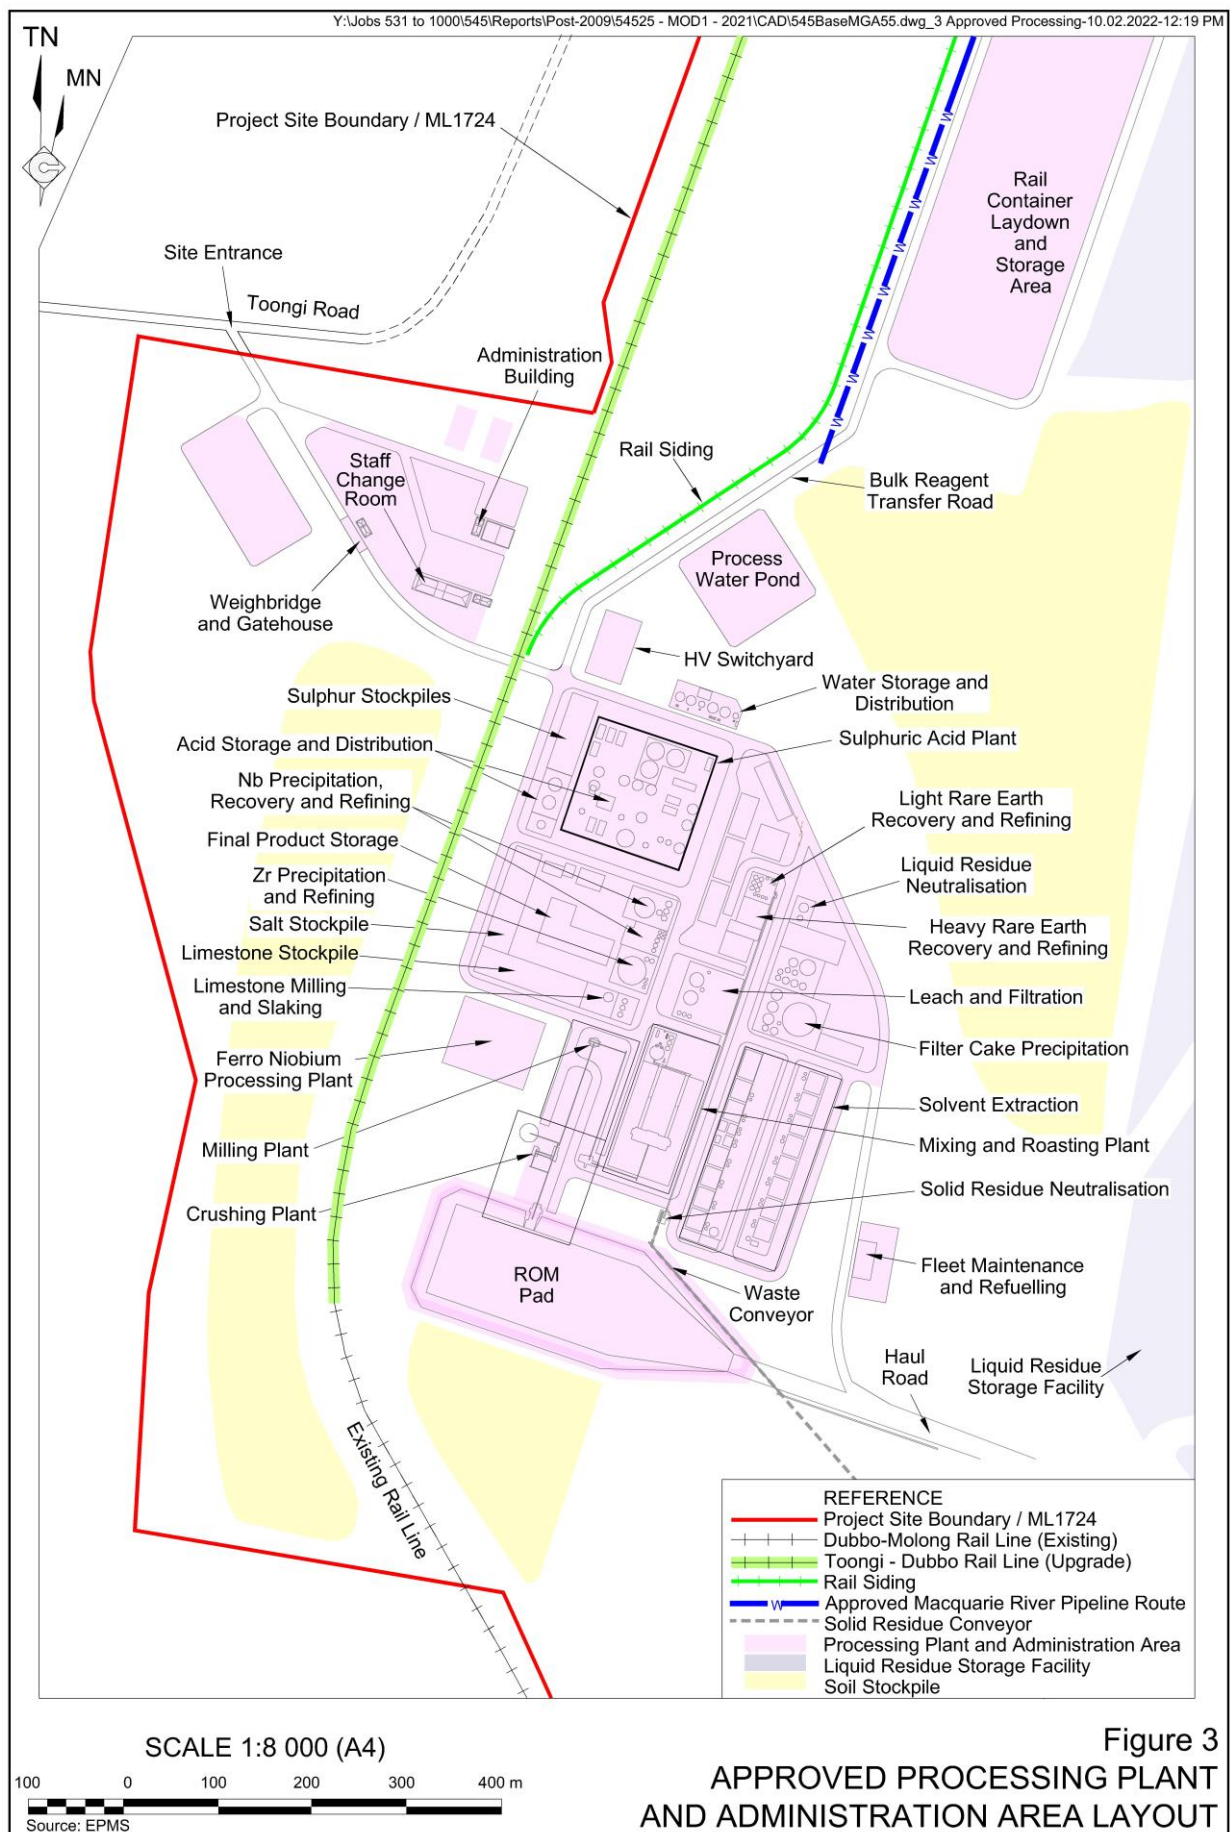 Y:\Jobs 531 to 1000\545\Reports\Post-2009\54525 - MOD1 - 2021\CAD\545BaseMGA55.dwg_3 Approved Processing-10.02.2022-12:19 PM
TN
MN
Project Site Boundary / ML1724
Rail
Container
Laydown
and
Storage
Area
W
W
W
W
W
W
W
Site Entrance
Toongi Road
Administration
Building
Staff
Change
Room
Rail Siding
Bulk Reagent
Transfer Road
Process
Water Pond
Weighbridge
and Gatehouse
HV Switchyard
Sulphur Stockpiles
Water Storage and
Distribution
Acid Storage and Distribution
Sulphuric Acid Plant
Nb Precipitation,
Recovery and Refining
Light Rare Earth
Recovery and Refining
Final Product Storage
Liquid Residue
Neutralisation
Zr Precipitation
and Refining
Salt Stockpile
Heavy Rare Earth
Recovery and Refining
Limestone Stockpile
Limestone Milling
and Slaking
Leach and Filtration
Ferro Niobium
Processing Plant
Filter Cake Precipitation
Solvent Extraction
Milling Plant
Mixing and Roasting Plant
Solid Residue Neutralisation
Crushing Plant
ROM
Pad
Waste
Conveyor
Fleet Maintenance
and Refuelling
Haul
Road
Liquid Residue
Storage Facility
Existing Rail Line
REFERENCE
Project Site Boundary / ML1724
Dubbo-Molong Rail Line (Existing)
Toongi - Dubbo Rail Line (Upgrade)
Rail Siding
W Approved Macquarie River Pipeline Route
Solid Residue Conveyor
Processing Plant and Administration Area
Liquid Residue Storage Facility
Soil Stockpile
SCALE 1:8 000 (A4)
100 0 100 200 300 400 m
Source: EPMS
Figure 3
APPROVED PROCESSING PLANT
AND ADMINISTRATION AREA LAYOUT